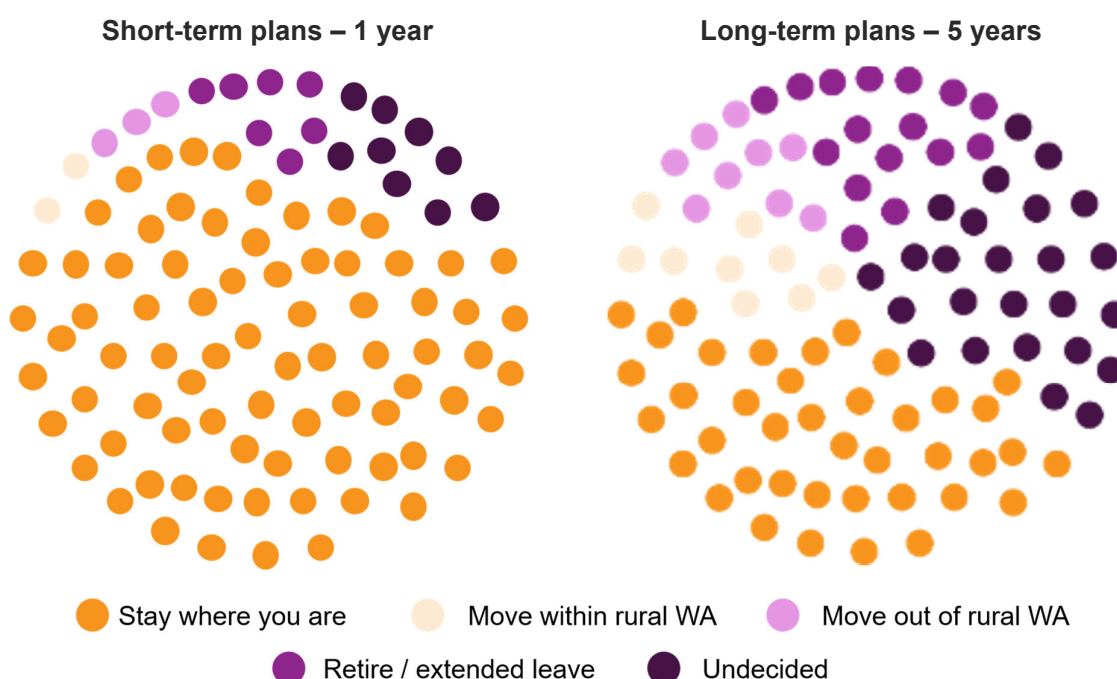 Short-term plans – 1 year
Long-term plans – 5 years
Stay where you are
Move within rural WA
Move out of rural WA
Retire / extended leave
Undecided